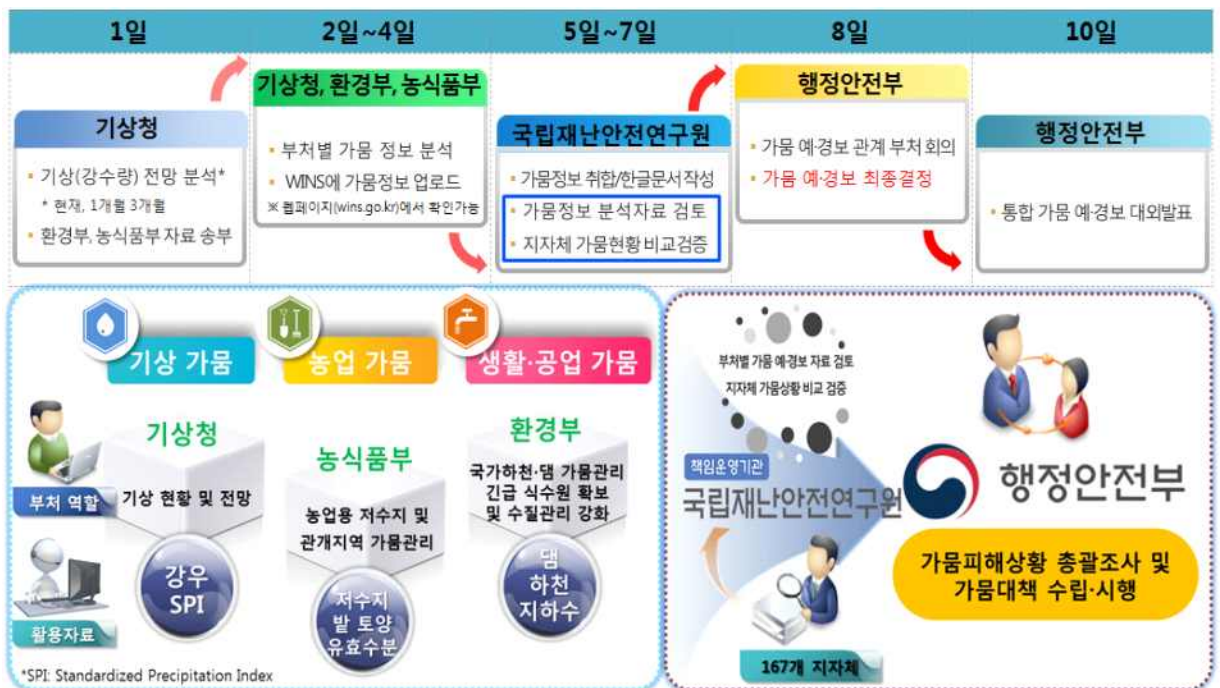 1일
2일~4일
5일~7일
8일
10일
기상청
▪ 기상(강수량) 전망 분석*
* 현재, 1개월 3개월
▪ 환경부, 농식품부 자료 송부
기상청, 환경부, 농식품부
▪ 부처별 가뭄 정보 분석
▪ WINS에 가뭄정보 업로드
※ 웹페이지(wins.go.kr)에서 확인가능
국립재난안전연구원
▪ 가뭄정보 취합/한글문서 작성
▪ 가뭄정보 분석자료 검토
▪ 지자체 가뭄현황 비교검증
행정안전부
▪ 가뭄 예·경보 관계 부처 회의
▪ 가뭄 예·경보 최종결정
행정안전부
▪ 통합 가뭄 예·경보 대외발표
기상 가뭄
농업 가뭄
생활·공업 가뭄
부처 역할
기상청
기상 현황 및 전망
농식품부
농업용 저수지 및
관개지역 가뭄관리
환경부
국가하천·댐 가뭄관리
긴급 식수원 확보
및 수질관리 강화
활용자료
강우
SPI
저수지
밭 토양
유효수분
댐
하천
지하수
*SPI: Standardized Precipitation Index
부처별 가뭄 예·경보 자료 검토
지자체 가뭄상황 비교 검증
책임운영기관
국립재난안전연구원
167개 지자체
행정안전부
가뭄피해상황 총괄조사 및
가뭄대책 수립·시행